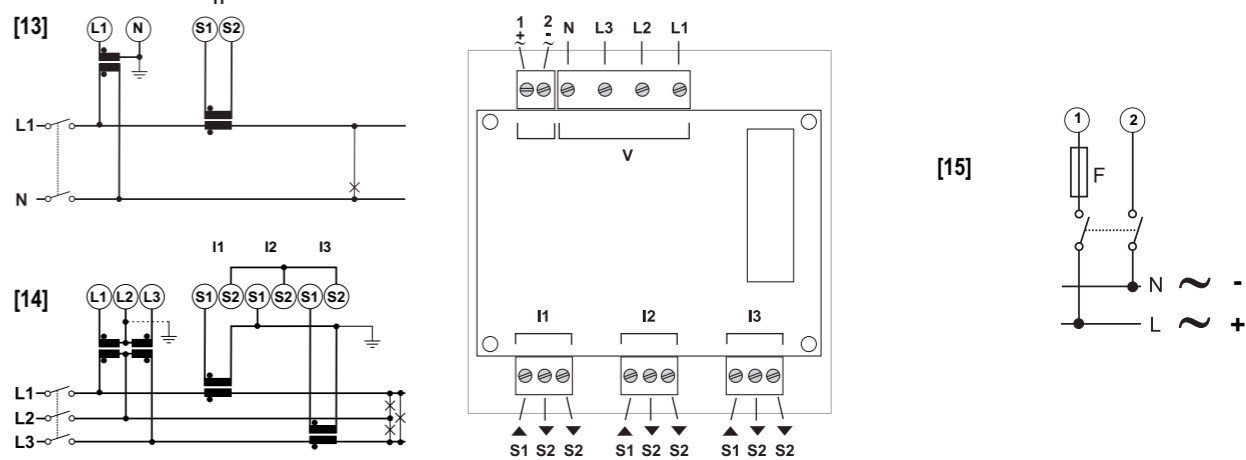 I1
[13]
L1 N S1 S2
L1
N
I1 I2 I3
[14]
L1 L2 L3 S1 S2 S1 S2 S1 S2
L1
L2
L3
1 2 N L3 L2 L1
+ -
~ ~
V
I1 I2 I3
S1 S2 S2 S1 S2 S2 S1 S2 S2
[15]
1 2
F
N ~ -
L ~ +